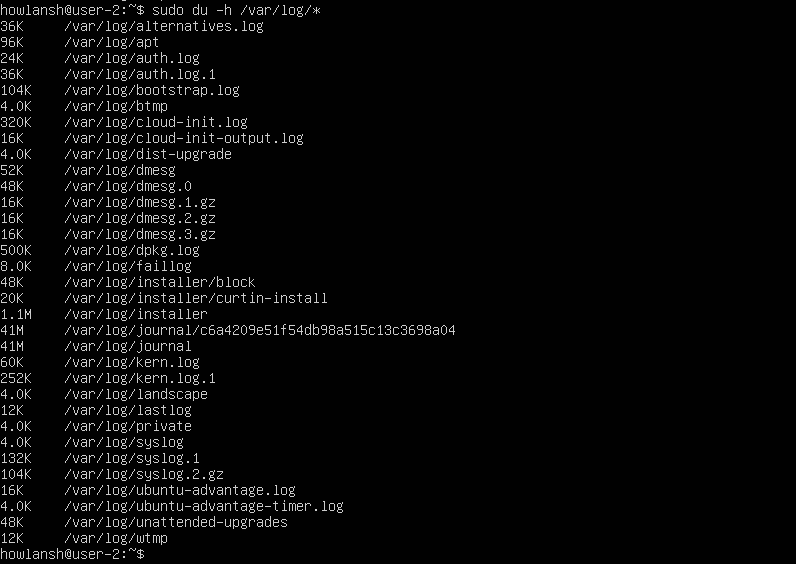 howlansh@user-2:~$ sudo du -h /var/log/*
36K /var/log/alternatives.log
96K /var/log/apt
24K /var/log/auth.log
36K /var/log/auth.log.1
104K /var/log/bootstrap.log
4.0K /var/log/btmp
320K /var/log/cloud-init.log
16K /var/log/cloud-init-output.log
4.0K /var/log/dist-upgrade
52K /var/log/dmesg
48K /var/log/dmesg.0
16K /var/log/dmesg.1.gz
16K /var/log/dmesg.2.gz
16K /var/log/dmesg.3.gz
500K /var/log/dpkg.log
8.0K /var/log/faillog
48K /var/log/installer/block
20K /var/log/installer/curtin-install
1.1M /var/log/installer
41M /var/log/journal/c6a4209e51f54db98a515c13c3698a04
41M /var/log/journal
60K /var/log/kern.log
252K /var/log/kern.log.1
4.0K /var/log/landscape
12K /var/log/lastlog
4.0K /var/log/private
4.0K /var/log/syslog
132K /var/log/syslog.1
104K /var/log/syslog.2.gz
16K /var/log/ubuntu-advantage.log
4.0K /var/log/ubuntu-advantage-timer.log
48K /var/log/unattended-upgrades
12K /var/log/wtmp
howlansh@user-2:~$